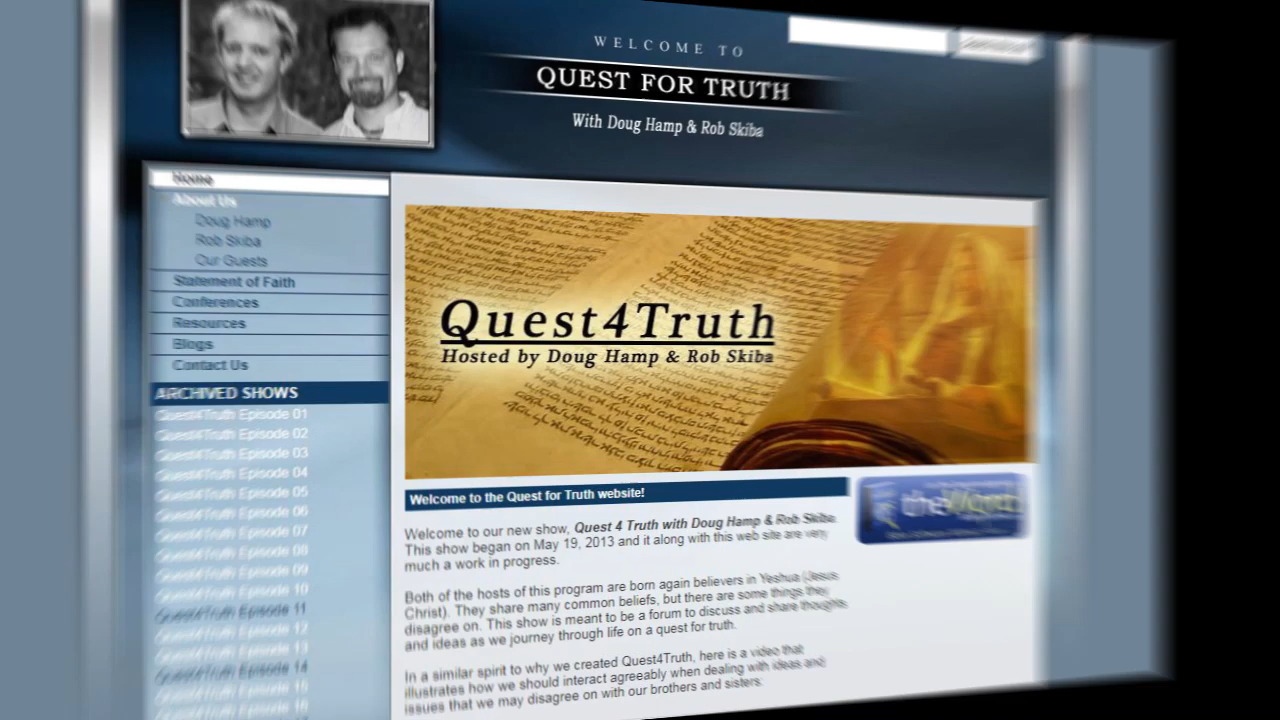 WELCOME TO
QUEST FOR TRUTH
With Doug Hamp & Rob Skiba
Home
About Us
Doug Hamp
Rob Skiba
Our Guests
Statement of Faith
Conferences
Resources
Blogs
Contact Us
ARCHIVED SHOWS
Quest4Truth Episode 01
Quest4Truth Episode 02
Quest4Truth Episode 03
Quest4Truth Episode 04
Quest4Truth Episode 05
Quest4Truth Episode 06
Quest4Truth Episode 07
Quest4Truth Episode 08
Quest4Truth Episode 09
Quest4Truth Episode 10
Quest4Truth Episode 11
Quest4Truth Episode 12
Quest4Truth Episode 13
Quest4Truth Episode 14
Quest4Truth Episode 15
Quest4Truth Episode 16
Quest4Truth
Hosted by Doug Hamp & Rob Skiba
Welcome to the Quest for Truth website!
Welcome to our new show, Quest 4 Truth with Doug Hamp & Rob Skiba.
This show began on May 19, 2013 and it along with this web site are very
much a work in progress.
Both of the hosts of this program are born again believers in Yeshua (Jesus
Christ). They share many common beliefs, but there are some things they
disagree on. This show is meant to be a forum to discuss and share thoughts
and ideas as we journey through life on a quest for truth.
In a similar spirit to why we created Quest4Truth, here is a video that
illustrates how we should interact agreeably when dealing with ideas and
issues that we may disagree on with our brothers and sisters:
theWord